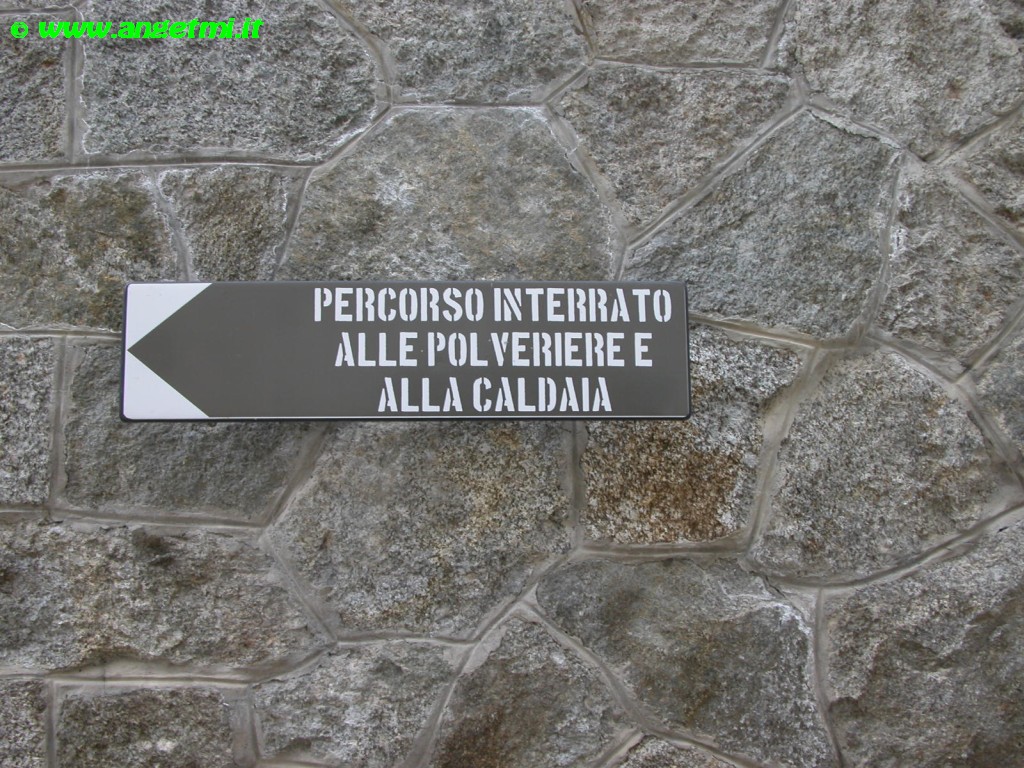 © www.angetmi.it
PERCORSO INTERRATO
ALLE POLVERIERE E
ALLA CALDAIA